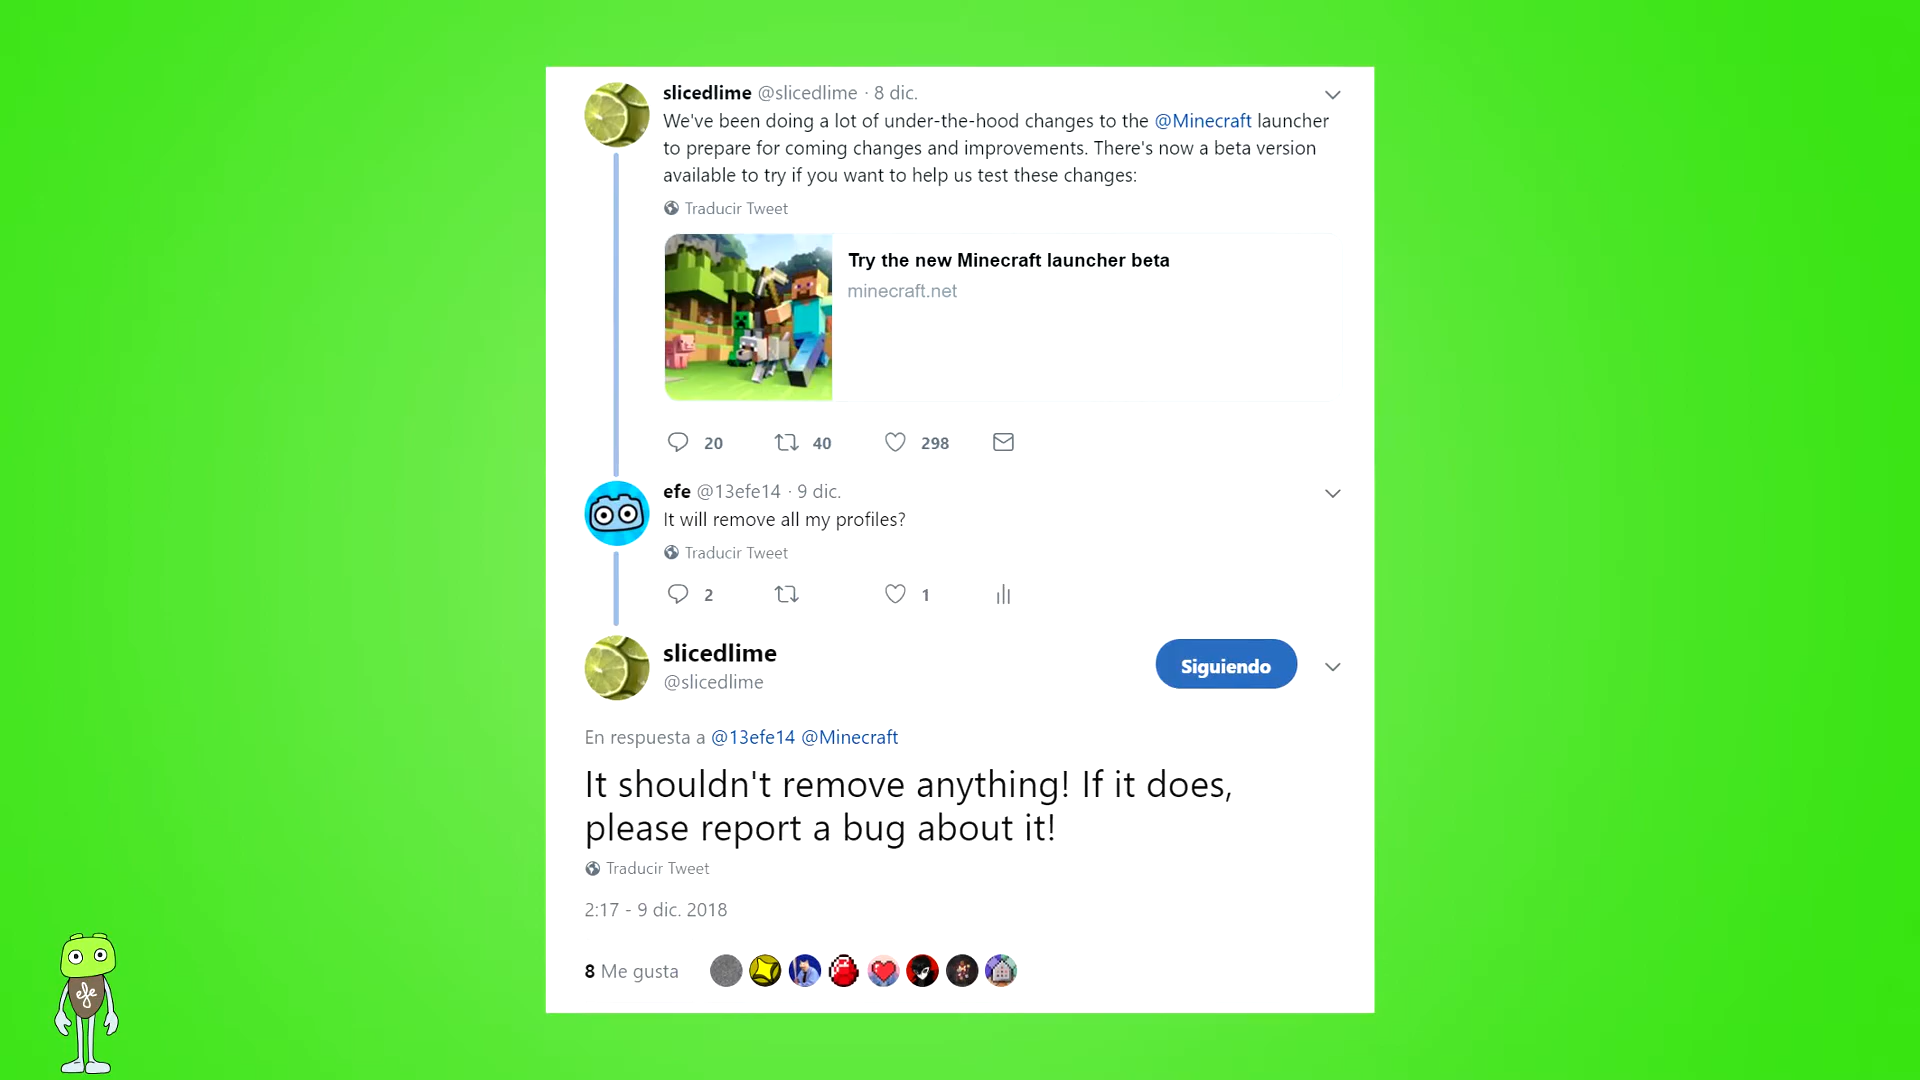 slicedlime @slicedlime · 8 dic.
We've been doing a lot of under-the-hood changes to the @Minecraft launcher
to prepare for coming changes and improvements. There's now a beta version
available to try if you want to help us test these changes:
Traducir Tweet
Try the new Minecraft launcher beta
minecraft.net
20 40 298
efe @13efe14 · 9 dic.
It will remove all my profiles?
Traducir Tweet
2 1
slicedlime
Siguiendo
@slicedlime
En respuesta a @13efe14 @Minecraft
It shouldn't remove anything! If it does,
please report a bug about it!
Traducir Tweet
2:17 - 9 dic. 2018
8 Me gusta
efe